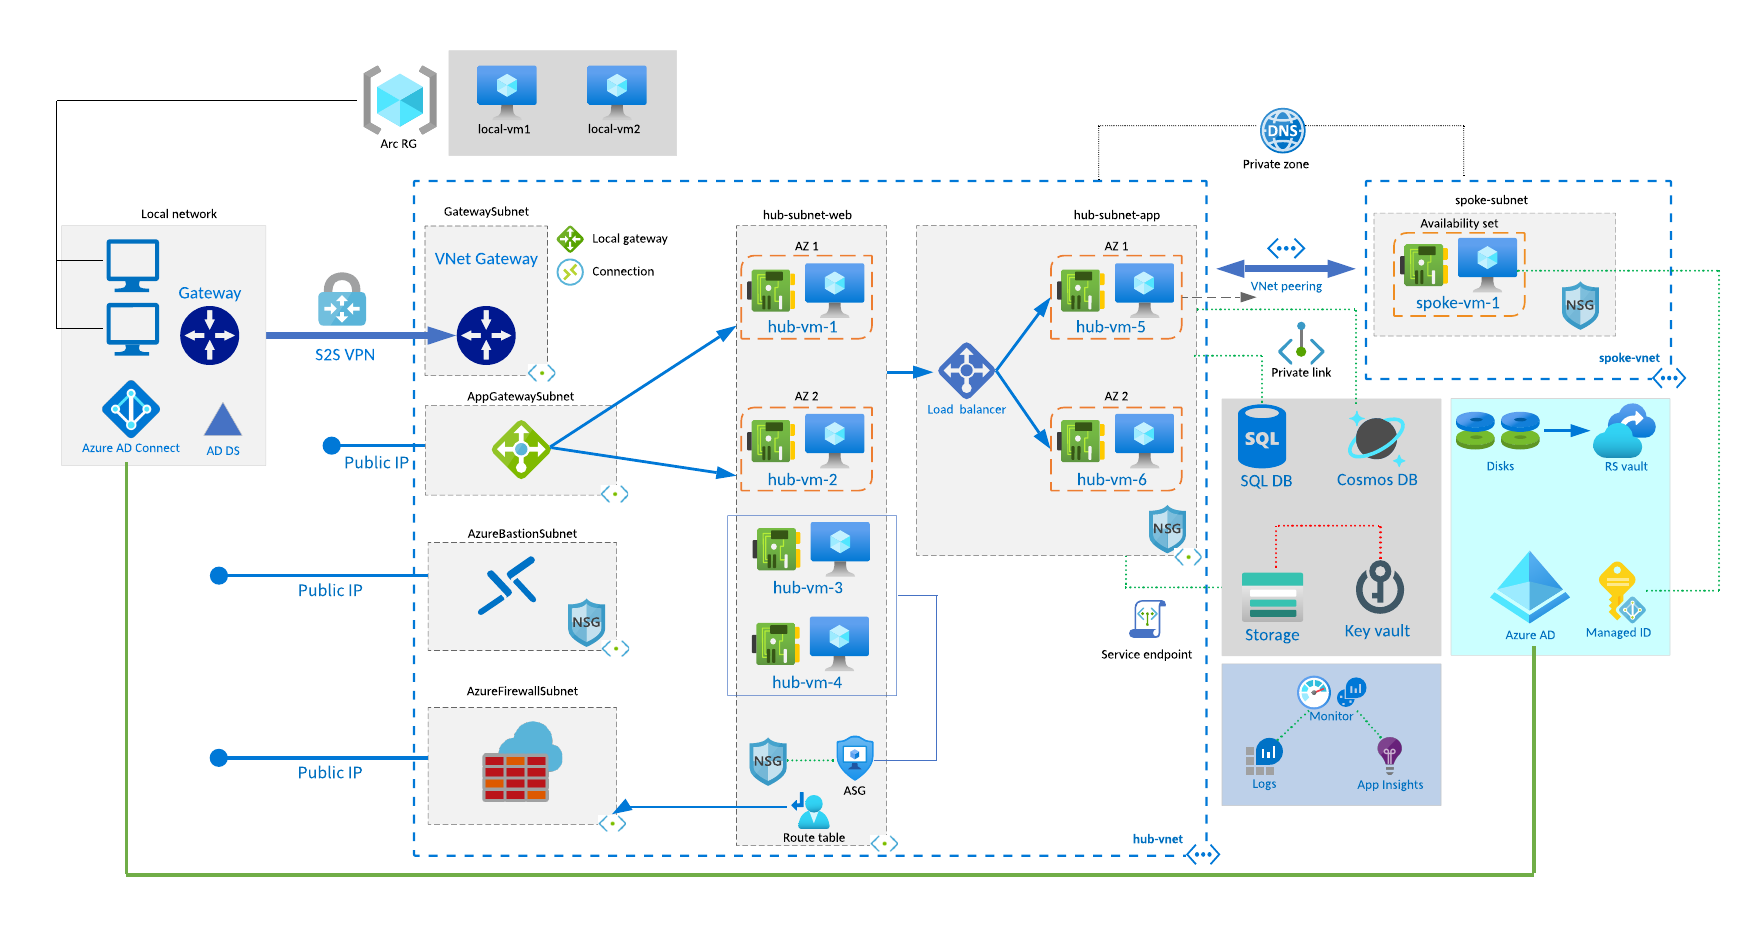 local-vm1
local-vm2
Arc RG
DNS
Private zone
Local network
Gateway
S2S VPN
Azure AD Connect
AD DS
GatewaySubnet
VNet Gateway
Local gateway
Connection
AppGatewaySubnet
Public IP
AzureBastionSubnet
NSG
Public IP
AzureFirewallSubnet
Public IP
hub-subnet-web
AZ 1
hub-vm-1
AZ 2
hub-vm-2
hub-vm-3
hub-vm-4
NSG
ASG
Route table
hub-subnet-app
AZ 1
hub-vm-5
Load balancer
AZ 2
hub-vm-6
NSG
hub-vnet
VNet peering
Private link
Service endpoint
spoke-subnet
Availability set
spoke-vm-1
NSG
spoke-vnet
SQL
SQL DB
Cosmos DB
Storage
Key vault
Disks
RS vault
Azure AD
Managed ID
Monitor
Logs
App Insights